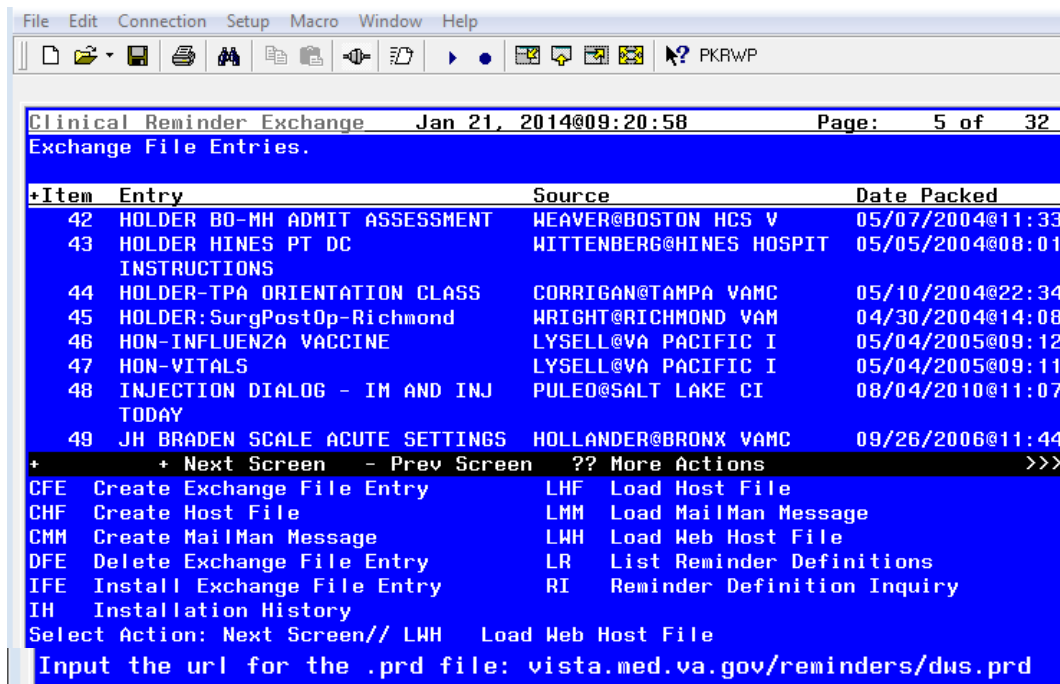 File Edit Connection Setup Macro Window Help
PKRWP
Clinical Reminder Exchange Jan 21, 2014@09:20:58 Page: 5 of 32
Exchange File Entries.
+Item Entry Source Date Packed
42 HOLDER BO-MH ADMIT ASSESSMENT WEAVER@BOSTON HCS V 05/07/2004@11:33
43 HOLDER HINES PT DC WITTENBERG@HINES HOSPIT 05/05/2004@08:01
INSTRUCTIONS
44 HOLDER-TPA ORIENTATION CLASS CORRIGAN@TAMPA VAMC 05/10/2004@22:34
45 HOLDER:SurgPostOp-Richmond WRIGHT@RICHMOND VAM 04/30/2004@14:08
46 HON-INFLUENZA VACCINE LYSELL@VA PACIFIC I 05/04/2005@09:12
47 HON-VITALS LYSELL@VA PACIFIC I 05/04/2005@09:11
48 INJECTION DIALOG - IM AND INJ PULEO@SALT LAKE CI 08/04/2010@11:07
TODAY
49 JH BRADEN SCALE ACUTE SETTINGS HOLLANDER@BRONX VAMC 09/26/2006@11:44
+ + Next Screen - Prev Screen ?? More Actions >>>
CFE Create Exchange File Entry LHF Load Host File
CHF Create Host File LMM Load MailMan Message
CMM Create MailMan Message LWH Load Web Host File
DFE Delete Exchange File Entry LR List Reminder Definitions
IFE Install Exchange File Entry RI Reminder Definition Inquiry
IH Installation History
Select Action: Next Screen// LWH Load Web Host File
Input the url for the .prd file: vista.med.va.gov/reminders/dws.prd